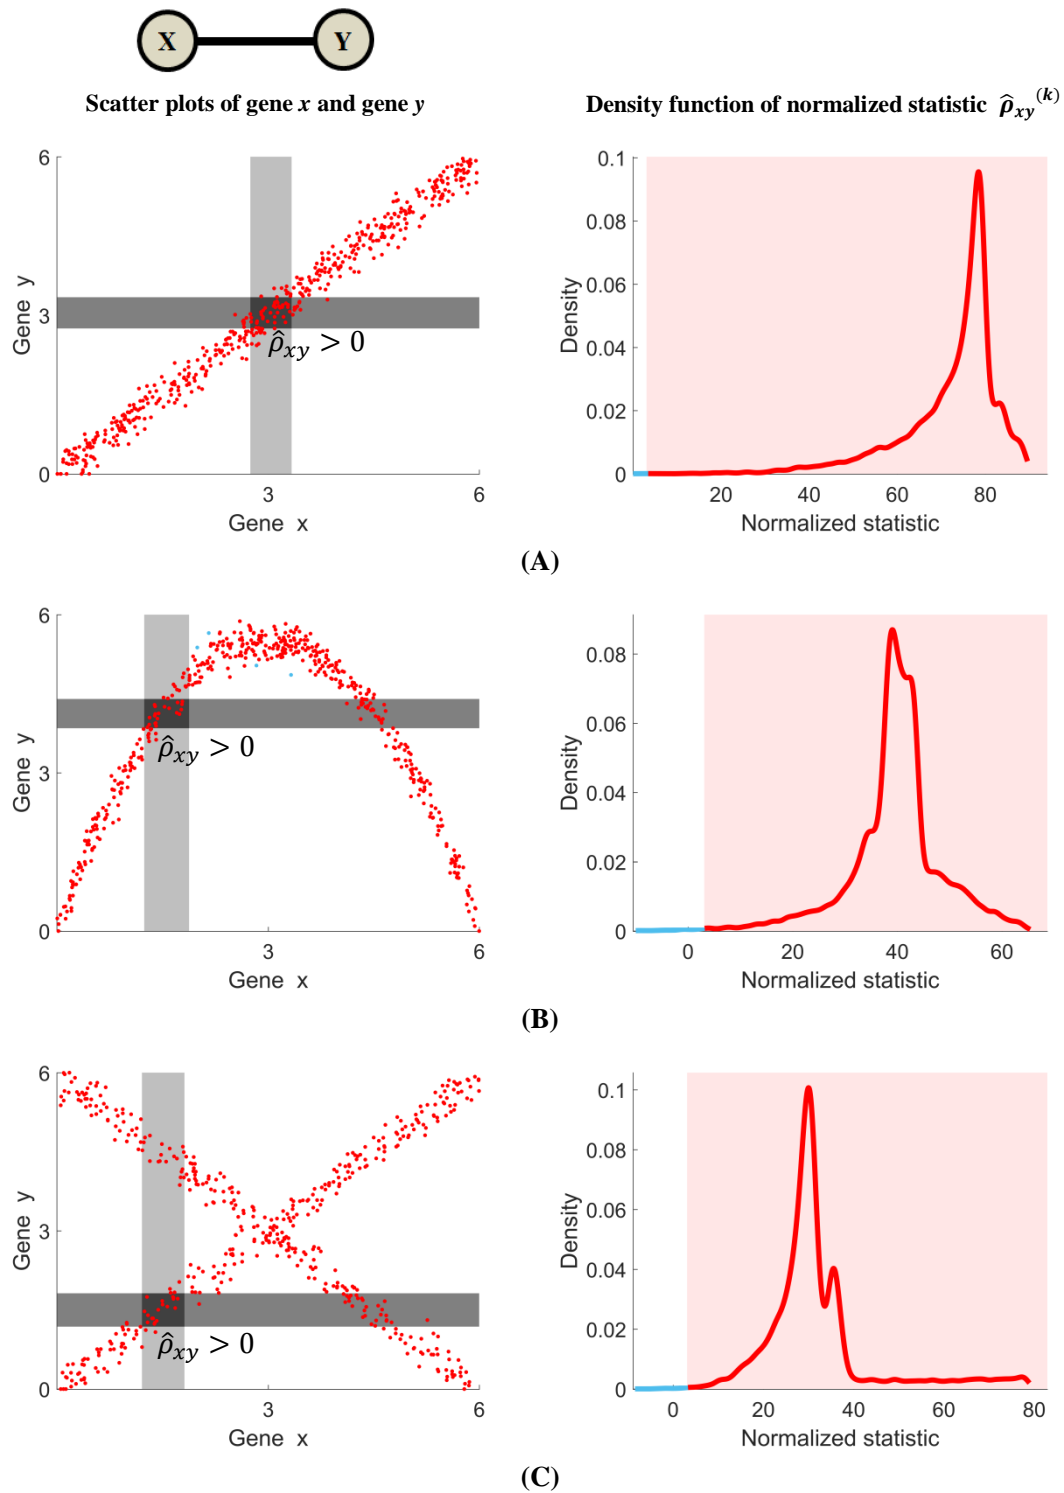 X Y
Scatter plots of gene x and gene y
Density function of normalized statistic ρ̂xy(k)
6
3
0
3
6
Gene y
Gene x
ρ̂xy > 0
0.1
0.08
0.06
0.04
0.02
0
20 40 60 80
Density
Normalized statistic
(A)
6
3
0
3
6
Gene y
Gene x
ρ̂xy > 0
0.08
0.06
0.04
0.02
0
0 20 40 60
Density
Normalized statistic
(B)
6
3
0
3
6
Gene y
Gene x
ρ̂xy > 0
0.1
0.08
0.06
0.04
0.02
0
0 20 40 60 80
Density
Normalized statistic
(C)